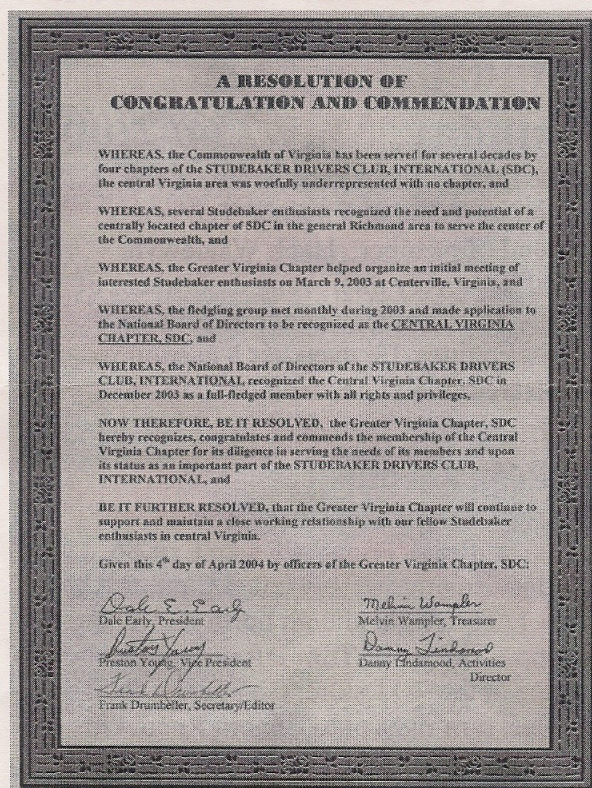 A RESOLUTION OF
CONGRATULATION AND COMMENDATION
WHEREAS, the Commonwealth of Virginia has been served for several decades by
four chapters of the STUDEBAKER DRIVERS CLUB, INTERNATIONAL (SDC),
the central Virginia area was woefully underrepresented with no chapter, and
WHEREAS, several Studebaker enthusiasts recognized the need and potential of a
centrally located chapter of SDC in the general Richmond area to serve the center of
the Commonwealth, and
WHEREAS, the Greater Virginia Chapter helped organize an initial meeting of
interested Studebaker enthusiasts on March 9, 2003 at Centerville, Virginia, and
WHEREAS, the fledgling group met monthly during 2003 and made application to
the National Board of Directors to be recognized as the CENTRAL VIRGINIA
CHAPTER, SDC, and
WHEREAS, the National Board of Directors of the STUDEBAKER DRIVERS
CLUB, INTERNATIONAL recognized the Central Virginia Chapter, SDC in
December 2003 as a full-fledged member with all rights and privileges,
NOW THEREFORE, BE IT RESOLVED, the Greater Virginia Chapter, SDC
hereby recognizes, congratulates and commends the membership of the Central
Virginia Chapter for its diligence in serving the needs of its members and upon
its status as an important part of the STUDEBAKER DRIVERS CLUB,
INTERNATIONAL, and
BE IT FURTHER RESOLVED, that the Greater Virginia Chapter will continue to
support and maintain a close working relationship with our fellow Studebaker
enthusiasts in central Virginia.
Given this 4th day of April 2004 by officers of the Greater Virginia Chapter, SDC:
Dale E. Early
Dale Early, President
Melvin Wampler
Melvin Wampler, Treasurer
Preston Young
Preston Young, Vice President
Danny Lindamood
Danny Lindamood, Activities
Director
Frank Drumheller
Frank Drumheller, Secretary/Editor